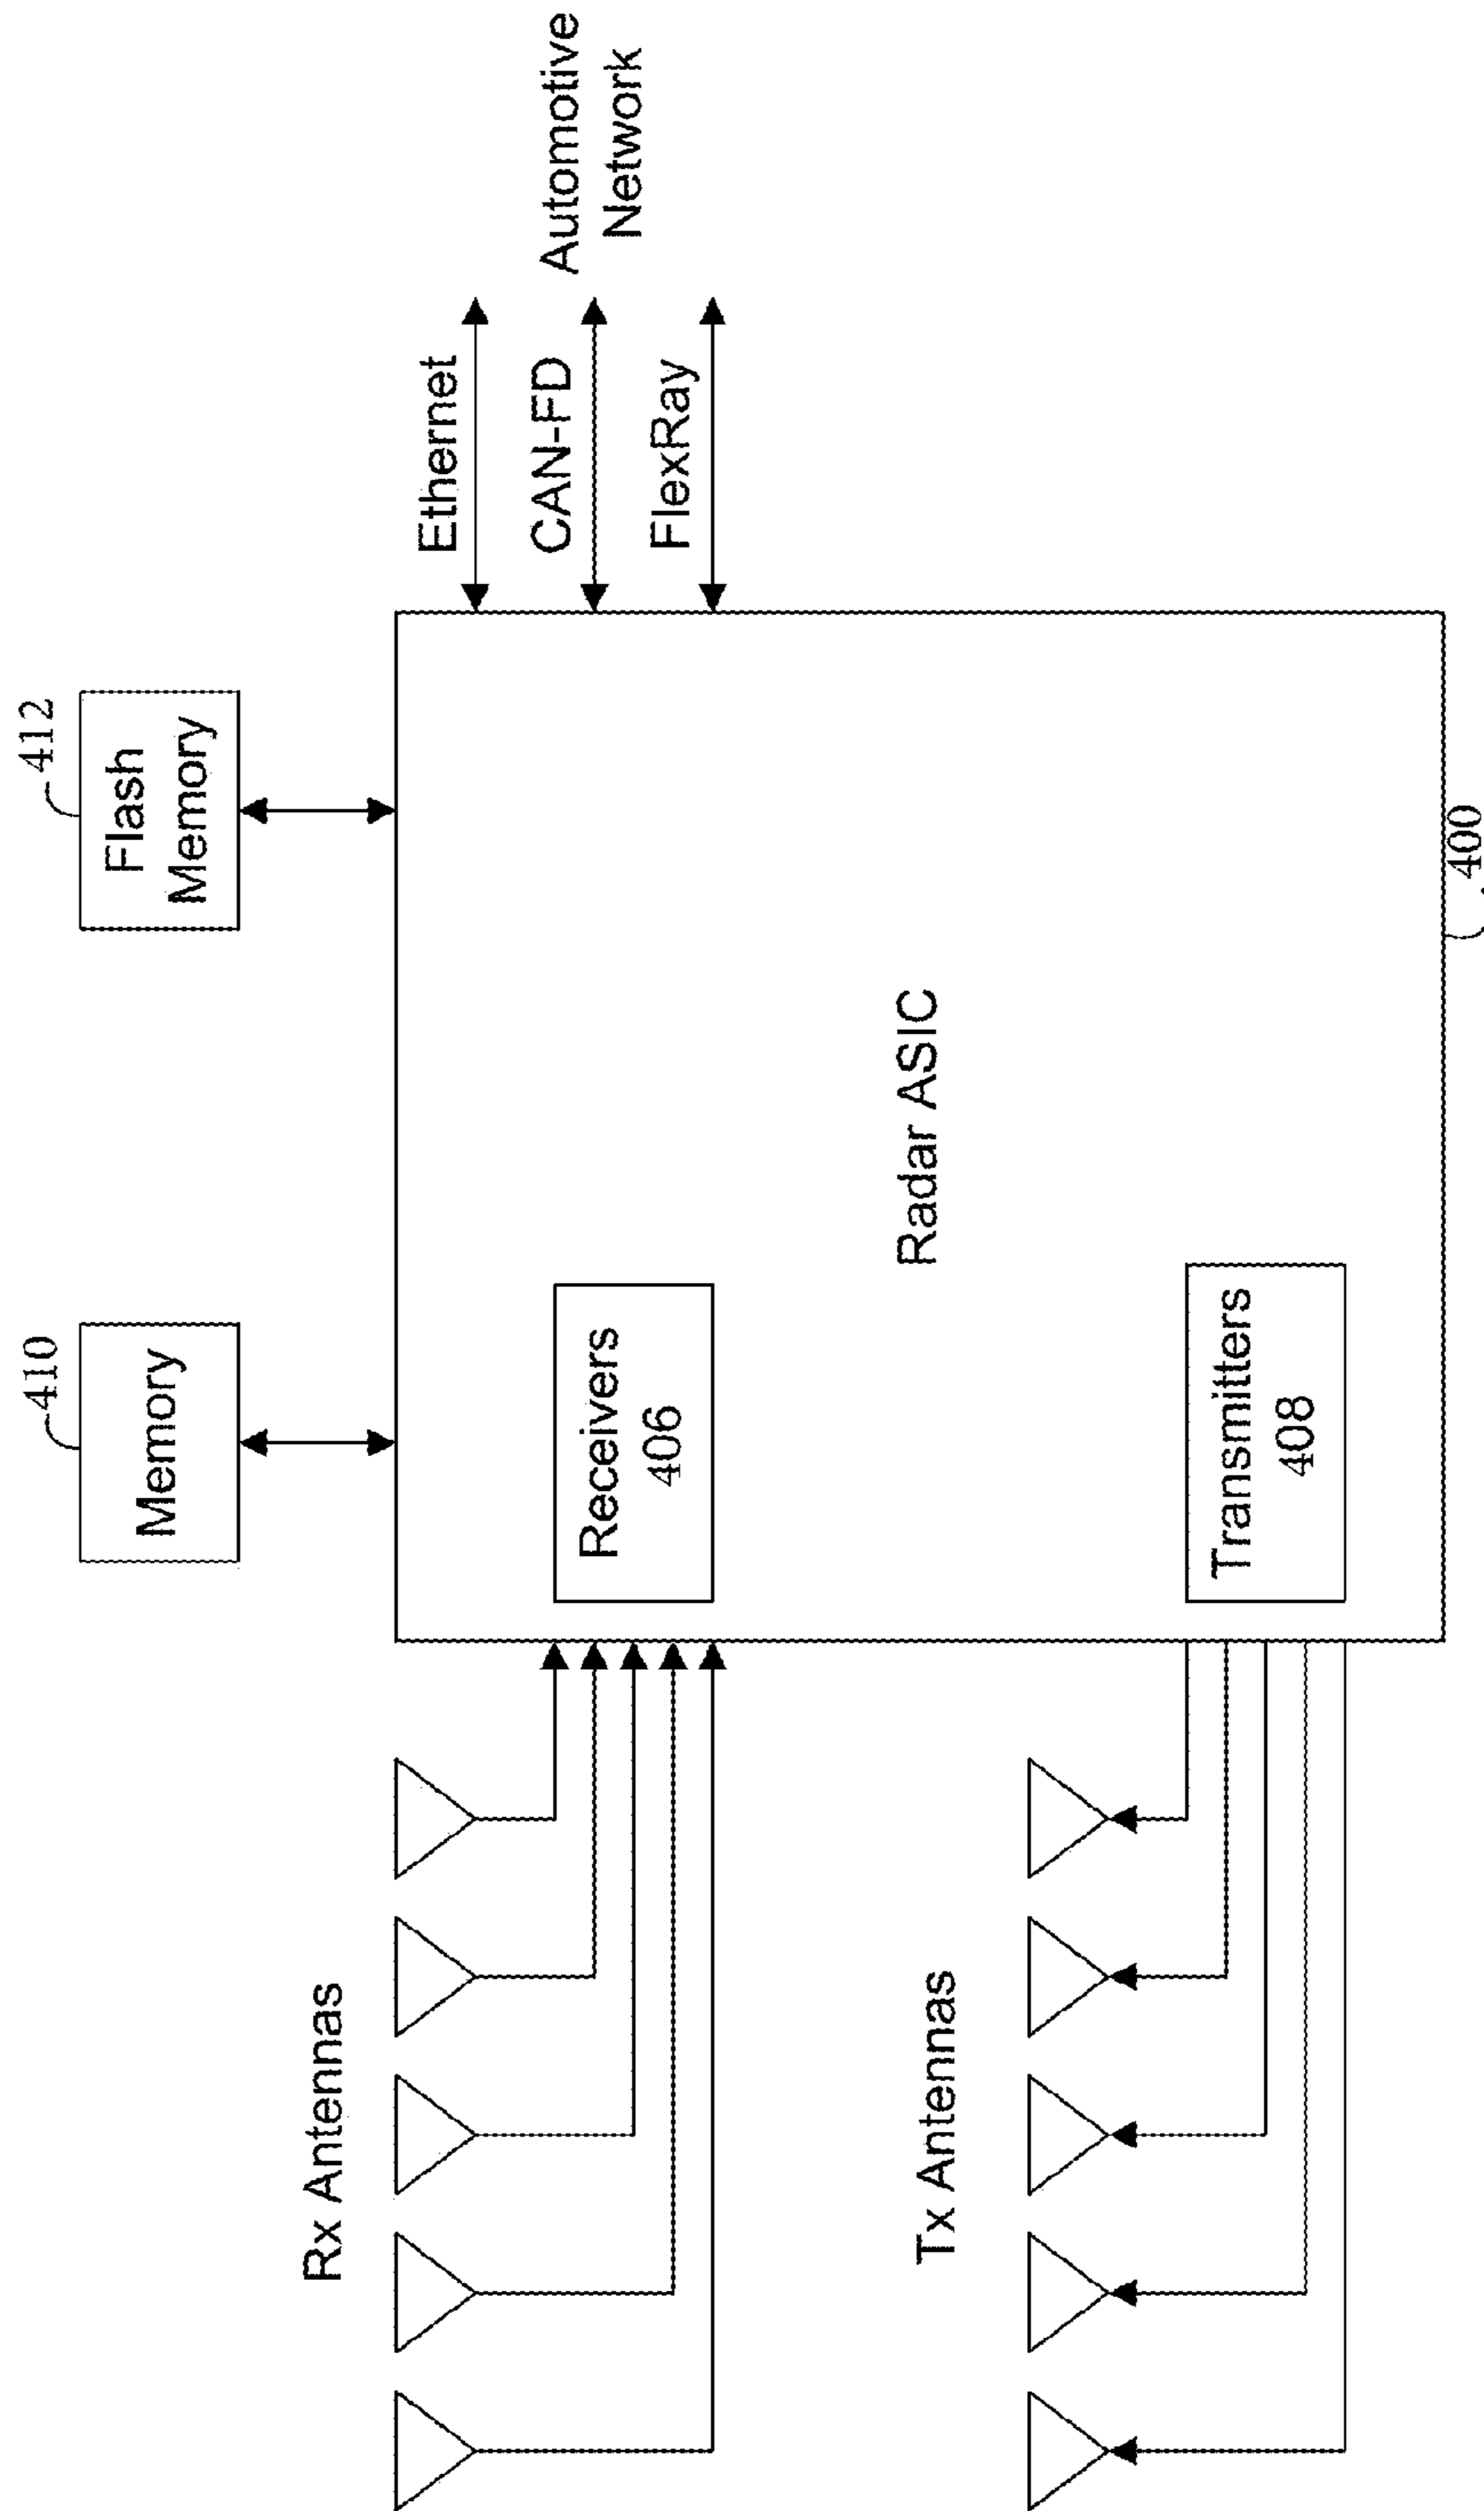 410
Memory
412
Flash
Memory
Ethernet
CAN-FD
FlexRay
Automotive
Network
Rx Antennas
Receivers
406
Radar ASIC
Tx Antennas
Transmitters
408
400